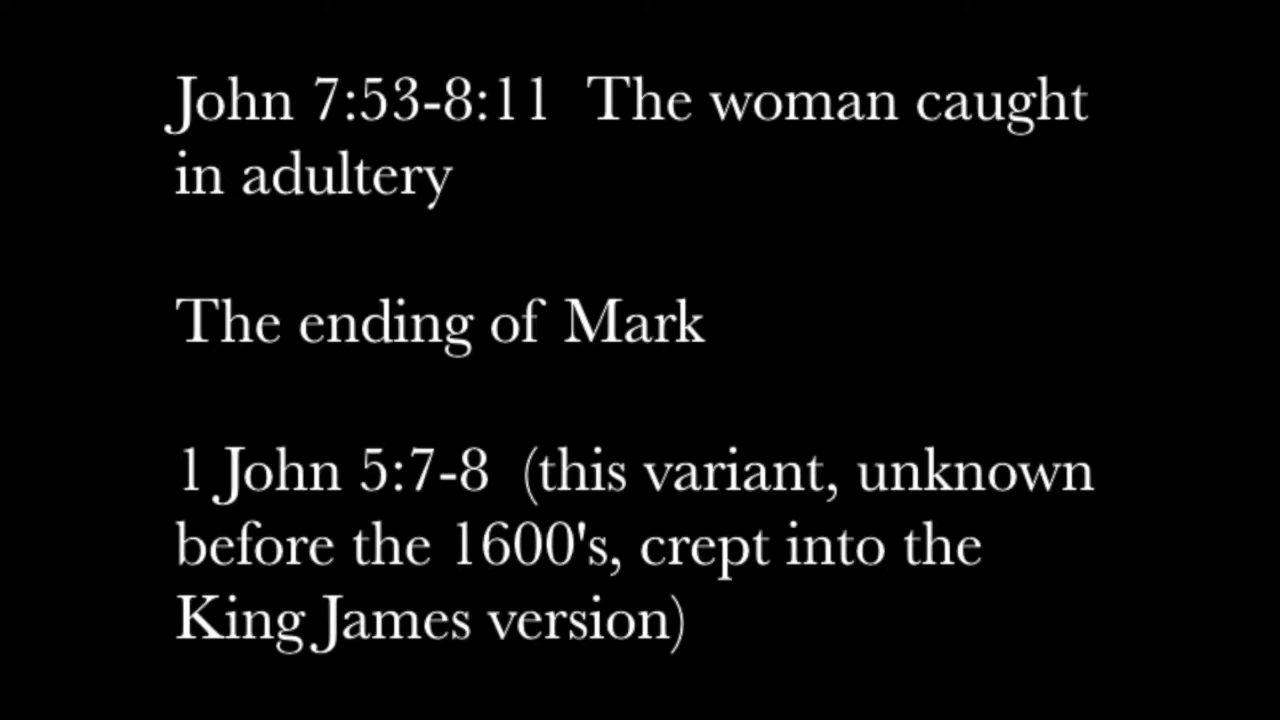 John 7:53-8:11 The woman caught
in adultery
The ending of Mark
1 John 5:7-8 (this variant, unknown
before the 1600's, crept into the
King James version)